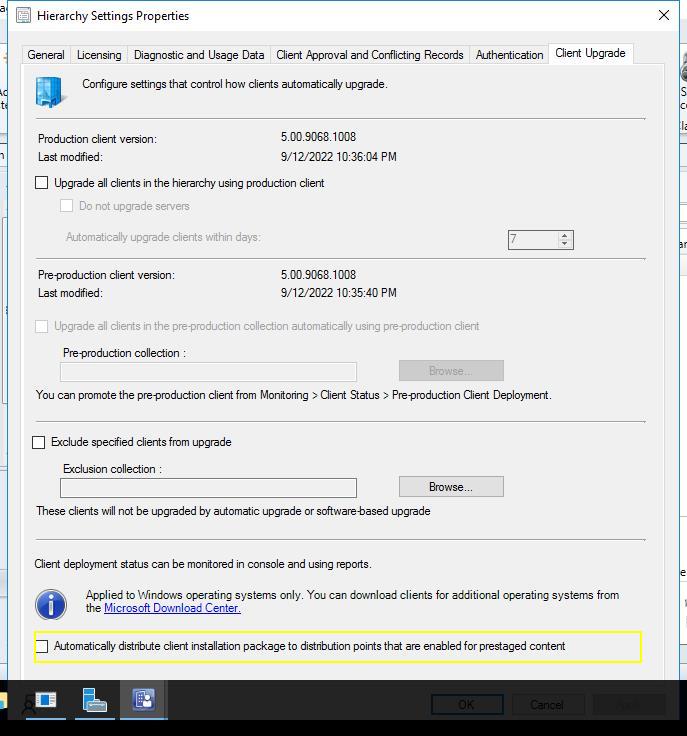 Hierarchy Settings Properties
General Licensing Diagnostic and Usage Data Client Approval and Conflicting Records Authentication Client Upgrade
Configure settings that control how clients automatically upgrade.
Production client version: 5.00.9068.1008
Last modified: 9/12/2022 10:36:04 PM
Upgrade all clients in the hierarchy using production client
Do not upgrade servers
Automatically upgrade clients within days: 7
Pre-production client version: 5.00.9068.1008
Last modified: 9/12/2022 10:35:40 PM
Upgrade all clients in the pre-production collection automatically using pre-production client
Pre-production collection :
Browse...
You can promote the pre-production client from Monitoring > Client Status > Pre-production Client Deployment.
Exclude specified clients from upgrade
Exclusion collection :
Browse...
These clients will not be upgraded by automatic upgrade or software-based upgrade
Client deployment status can be monitored in console and using reports.
Applied to Windows operating systems only. You can download clients for additional operating systems from
the Microsoft Download Center.
Automatically distribute client installation package to distribution points that are enabled for prestaged content
OK Cancel Apply